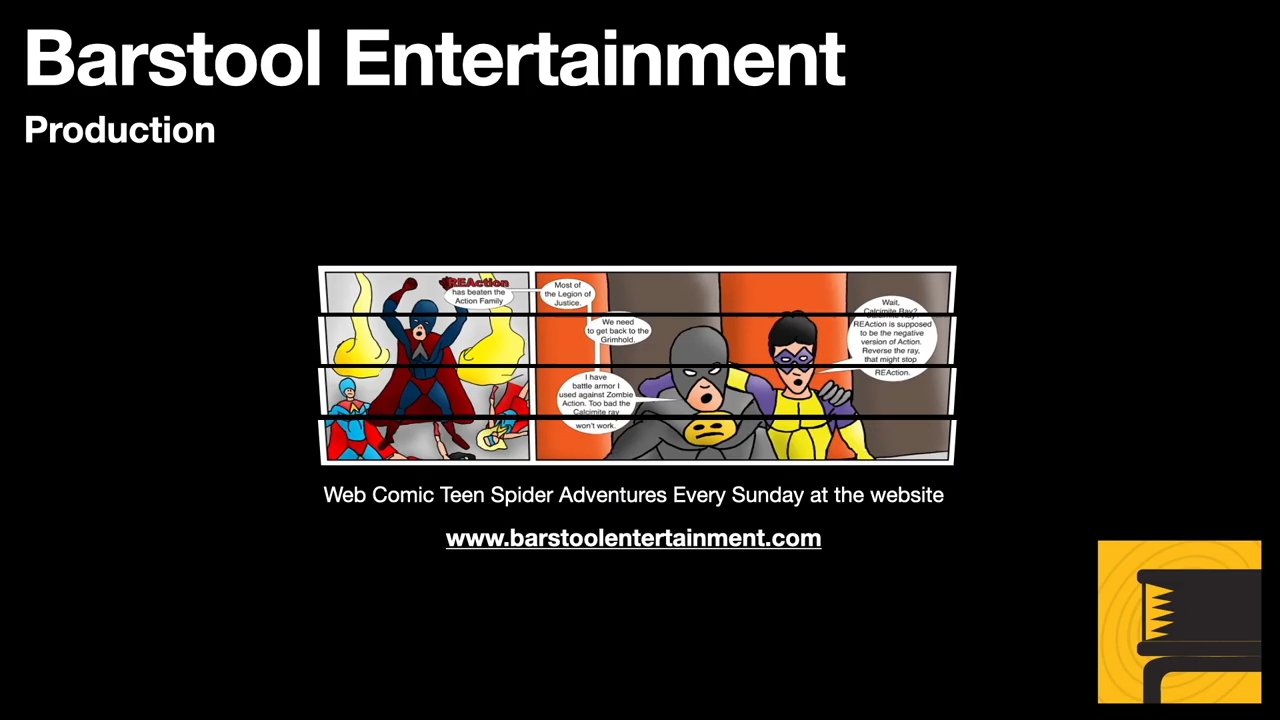 Barstool Entertainment
Production
REAction
has beaten the
Action Family
Most of
the Legion of
Justice.
We need
to get back to the
Grimhold.
I have
battle armor I
used against Zombie
Action. Too bad the
Calcimite ray
won't work.
Wait,
Calcimite Ray?
REAction is supposed
to be the negative
version of Action.
Reverse the ray,
that might stop
REAction.
Web Comic Teen Spider Adventures Every Sunday at the website
www.barstoolentertainment.com